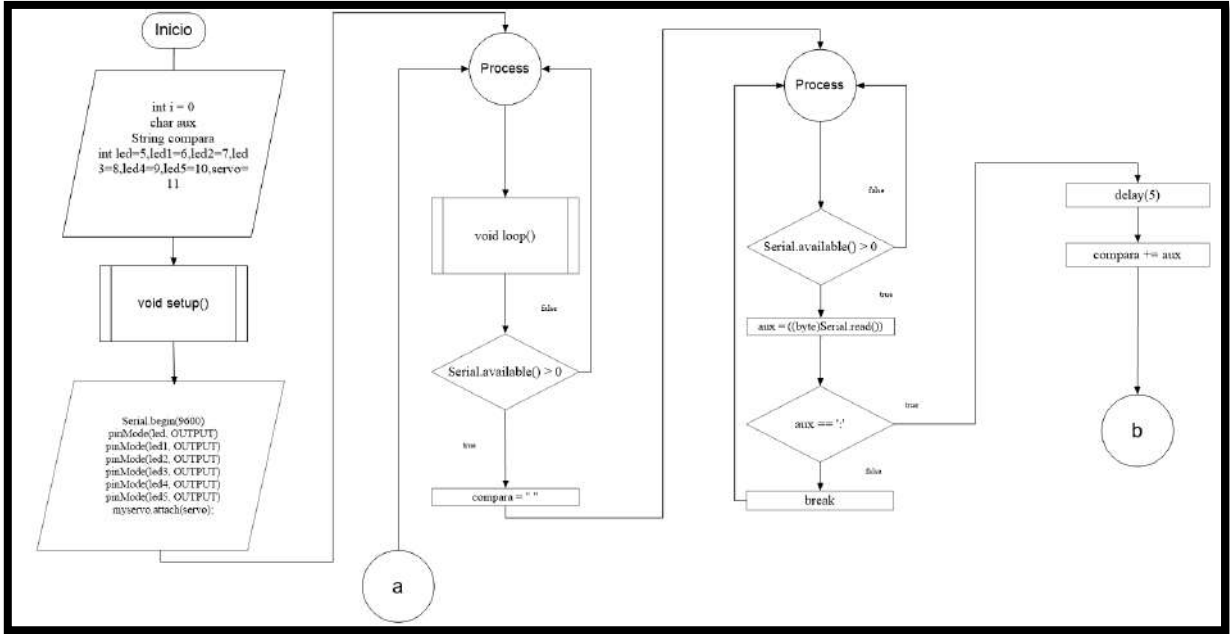 Inicio
int i = 0
char aux
String compara
int led=5,led1=6,led2=7,led
3=8,led4=9,led5=10,servo=
11
void setup()
Serial.begin(9600)
pinMode(led, OUTPUT)
pinMode(led1, OUTPUT)
pinMode(led2, OUTPUT)
pinMode(led3, OUTPUT)
pinMode(led4, OUTPUT)
pinMode(led5, OUTPUT)
myservo.attach(servo);
Process
void loop()
false
Serial.available() > 0
true
compara = " "
a
Process
false
Serial.available() > 0
true
aux = ((byte)Serial.read())
aux == ':'
true
false
break
delay(5)
compara += aux
b